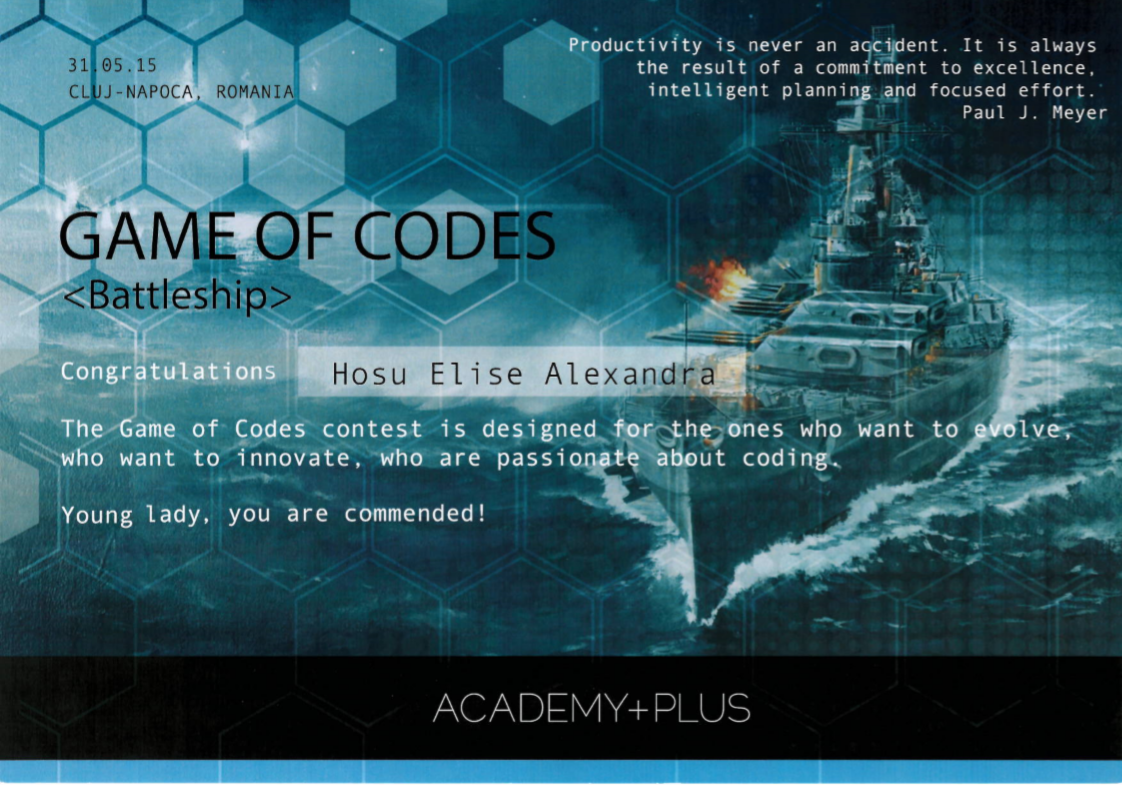 31.05.15
CLUJ-NAPOCA, ROMANIA
Productivity is never an accident. It is always
the result of a commitment to excellence,
intelligent planning and focused effort.
Paul J. Meyer
GAME OF CODES
<Battleship>
Congratulations Hosu Elise Alexandra
The Game of Codes contest is designed for the ones who want to evolve,
who want to innovate, who are passionate about coding.
Young lady, you are commended!
ACADEMY+PLUS